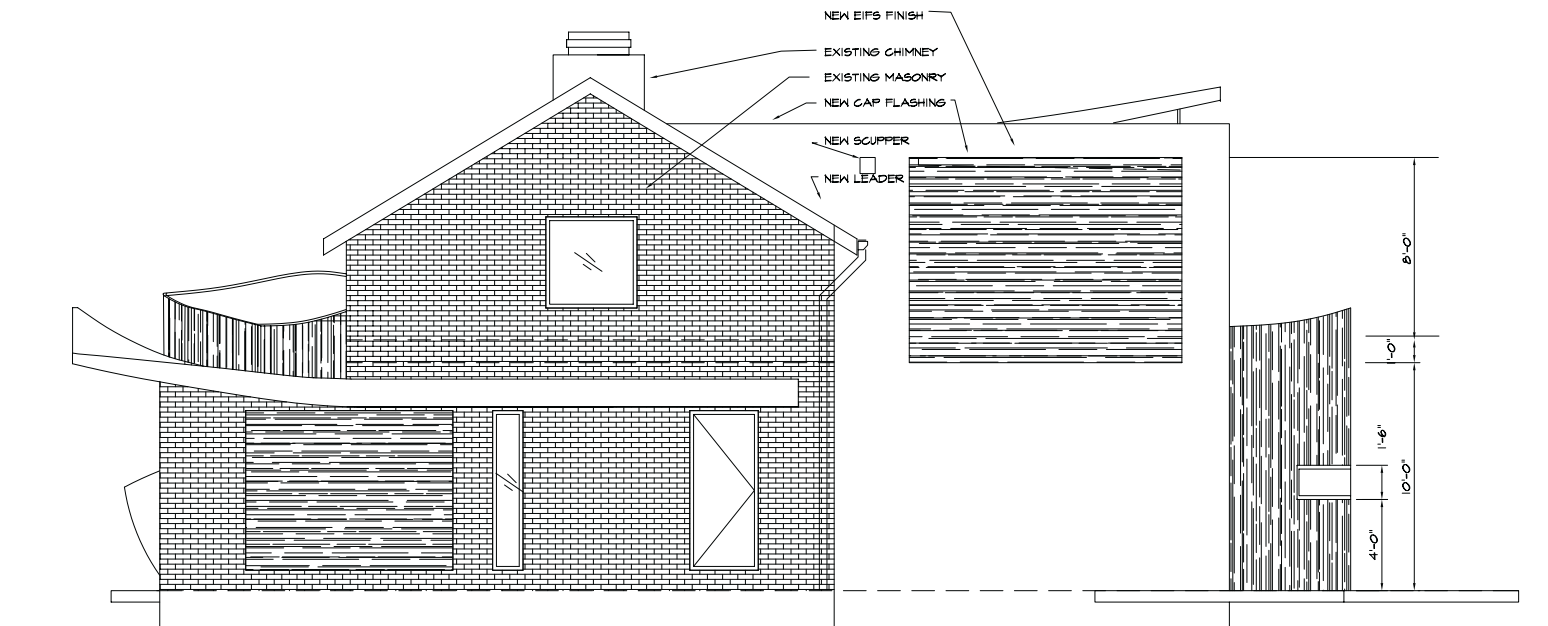 NEW EIFS FINISH
EXISTING CHIMNEY
EXISTING MASONRY
NEW CAP FLASHING
NEW SCUPPER
NEW LEADER
8'-0"
1'-0"
1'-6"
10'-0"
4'-0"